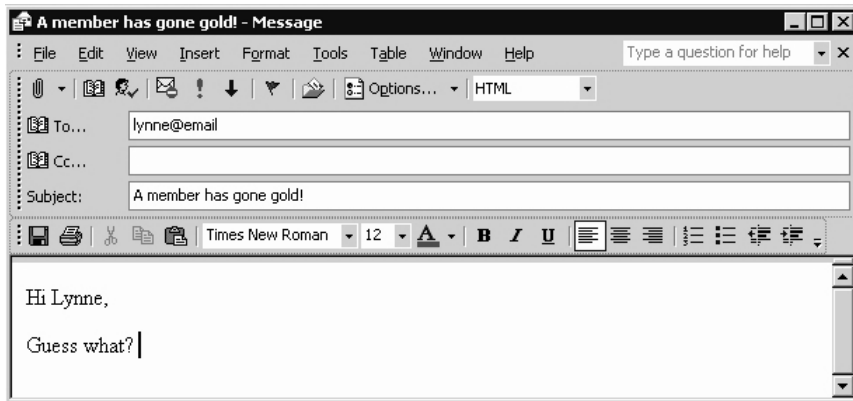 A member has gone gold! - Message
File Edit View Insert Format Tools Table Window Help Type a question for help
Options... HTML
To... lynne@email
Cc...
Subject: A member has gone gold!
Times New Roman 12 A B I U
Hi Lynne,
Guess what?